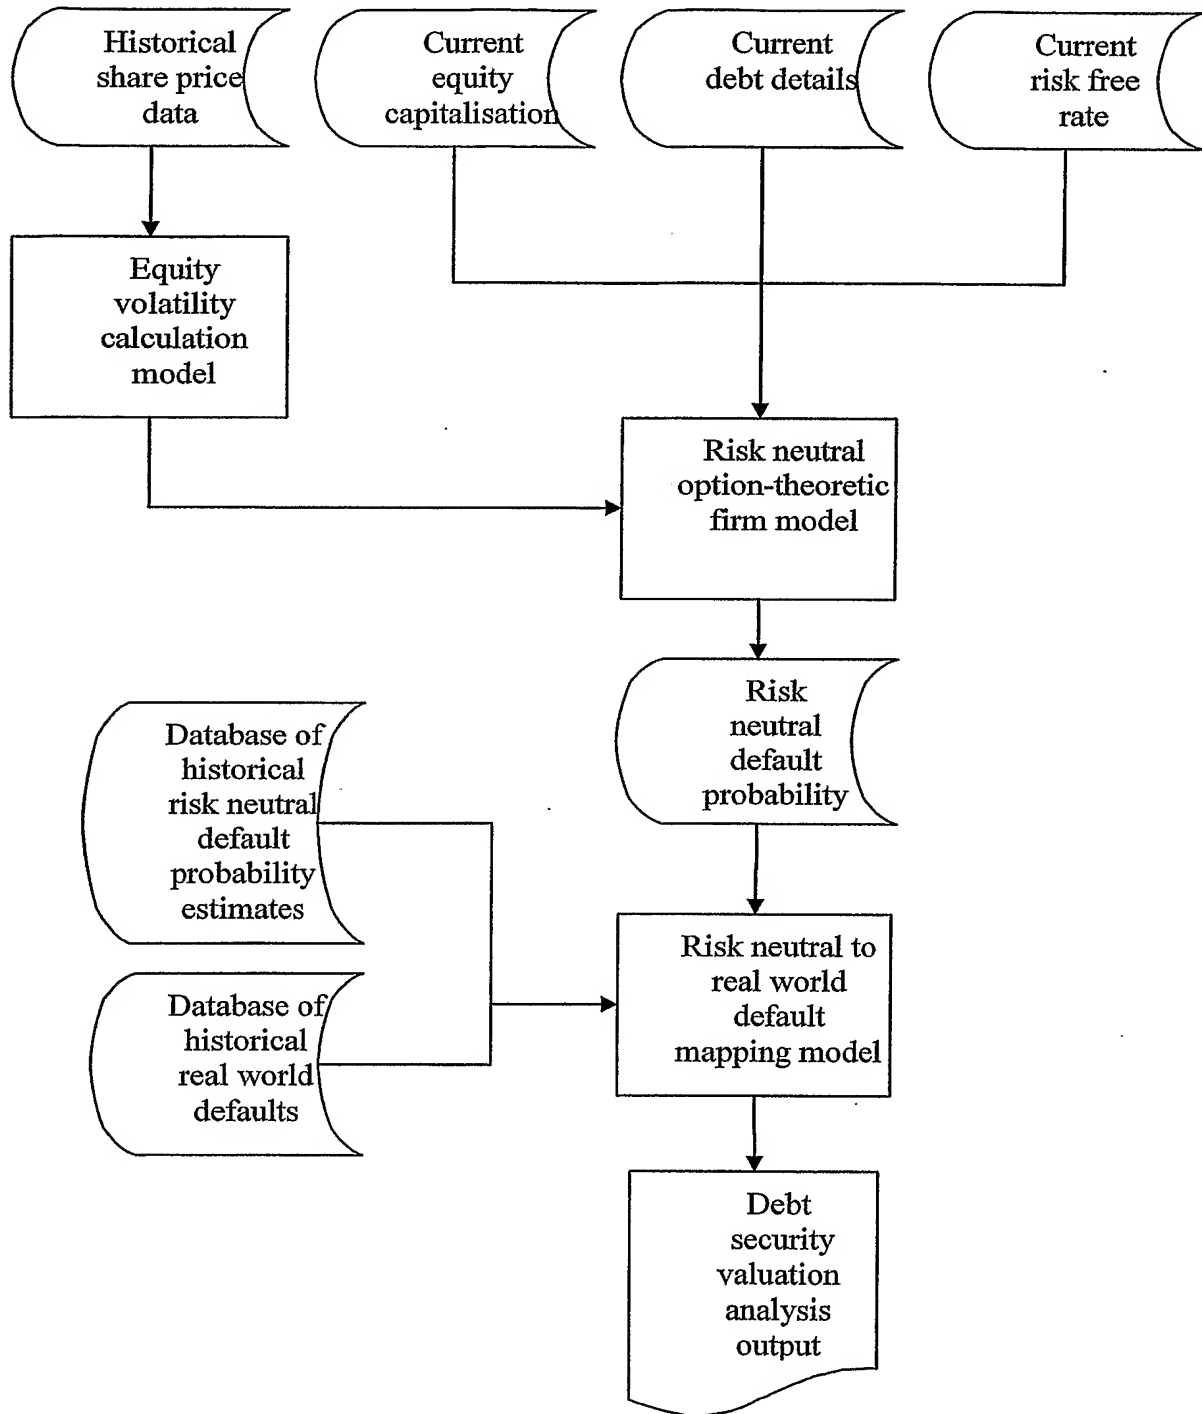 Historical
share price
data
Current
equity
capitalisation
Current
debt details
Current
risk free
rate
Equity
volatility
calculation
model
Risk neutral
option-theoretic
firm model
Risk
neutral
default
probability
Database of
historical
risk neutral
default
probability
estimates
Risk neutral to
real world
default
mapping model
Database of
historical
real world
defaults
Debt
security
valuation
analysis
output